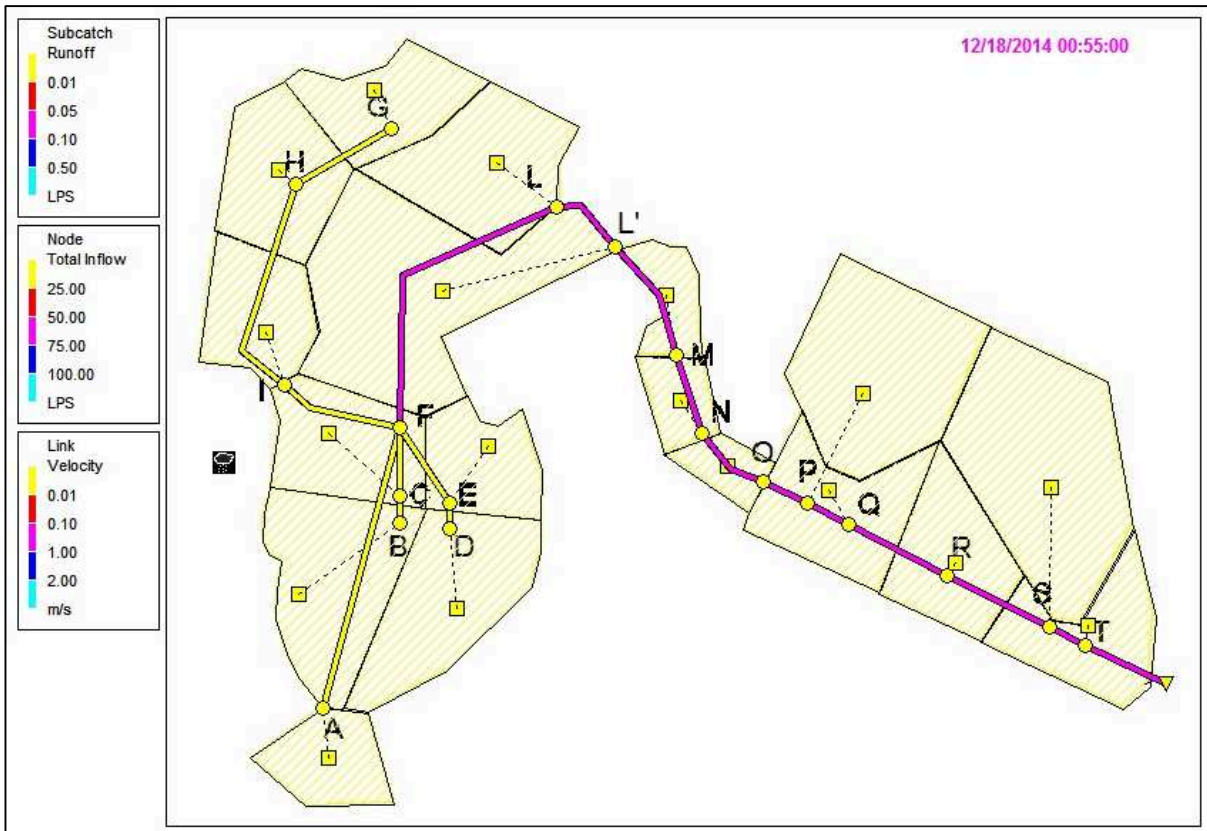 Subcatch
Runoff
0.01
0.05
0.10
0.50
LPS
Node
Total Inflow
25.00
50.00
75.00
100.00
LPS
Link
Velocity
0.01
0.10
1.00
2.00
m/s
12/18/2014 00:55:00
G
H
L
L'
I
M
F
N
O
C
E
P
B
D
Q
R
S
T
A